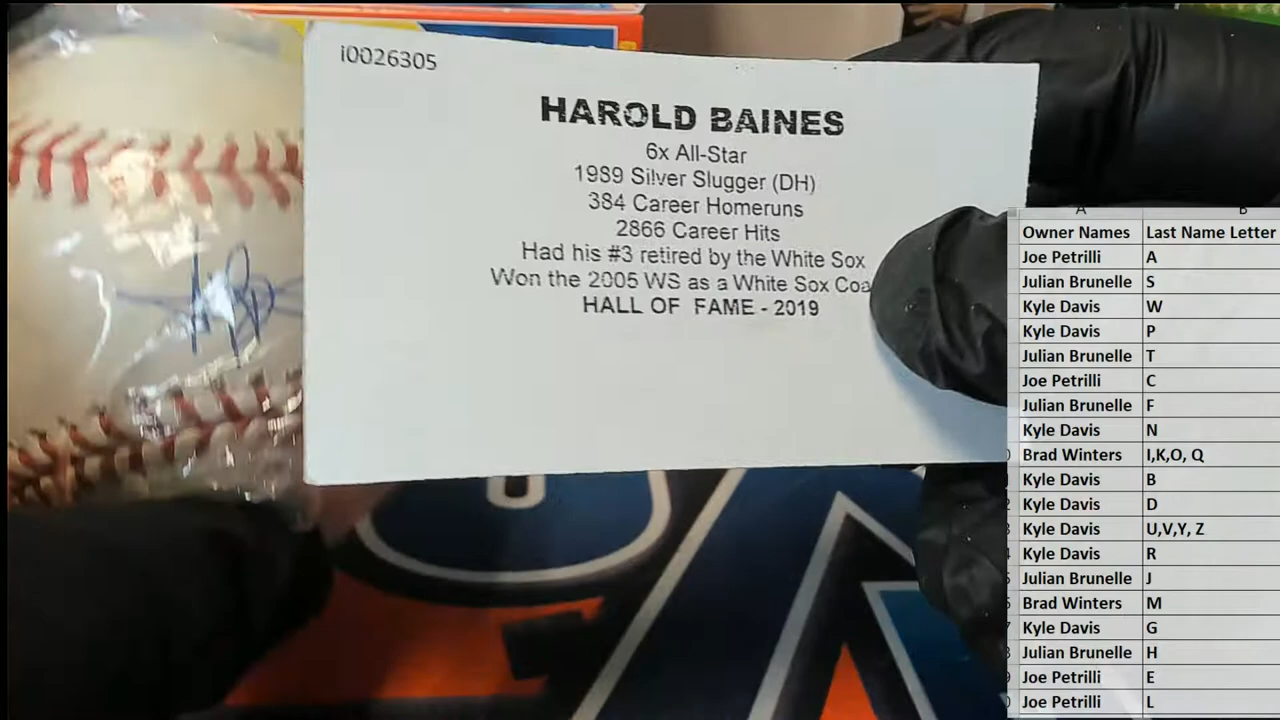 i0026305
HAROLD BAINES
6x All-Star
1989 Silver Slugger (DH)
384 Career Homeruns
2866 Career Hits
Had his #3 retired by the White Sox
Won the 2005 WS as a White Sox Coa
HALL OF FAME - 2019
A B
Owner Names Last Name Letter
Joe Petrilli A
Julian Brunelle S
Kyle Davis W
Kyle Davis P
Julian Brunelle T
Joe Petrilli C
Julian Brunelle F
Kyle Davis N
Brad Winters I,K,O, Q
Kyle Davis B
Kyle Davis D
Kyle Davis U,V,Y, Z
Kyle Davis R
Julian Brunelle J
Brad Winters M
Kyle Davis G
Julian Brunelle H
Joe Petrilli E
Joe Petrilli L